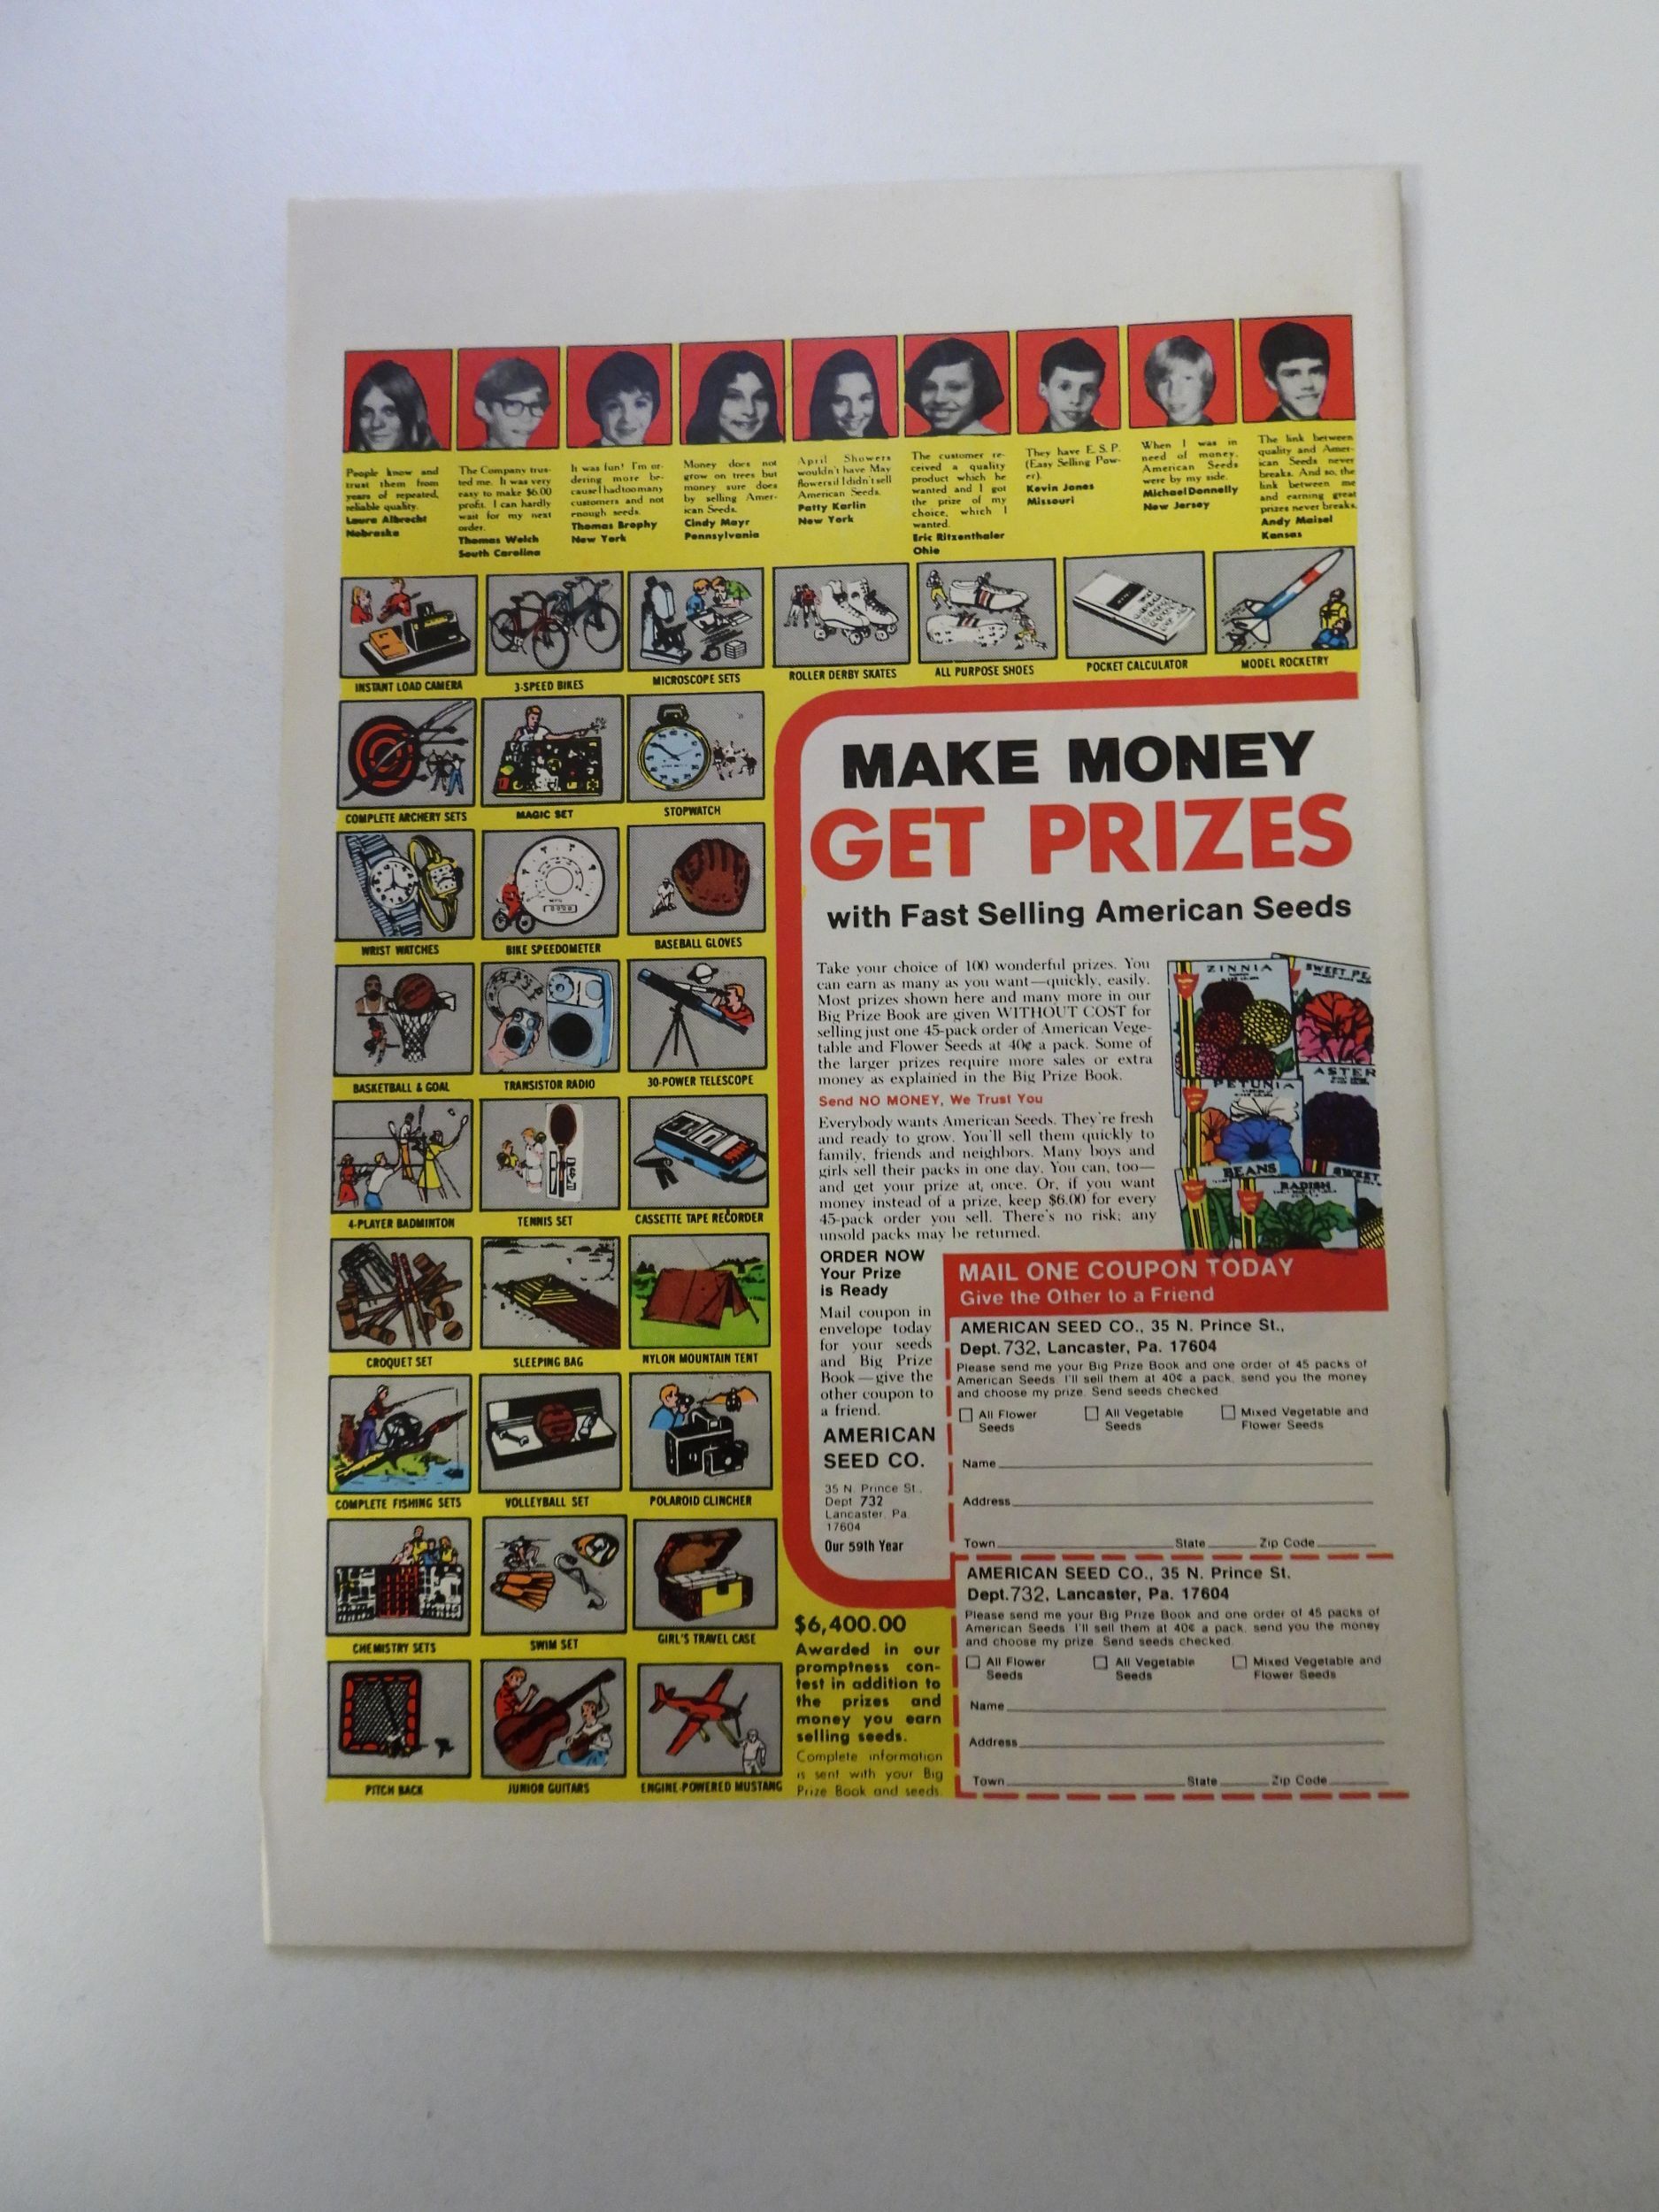 People know and
trust them from
years of repeated,
reliable quality.
Laura Albrecht
Nebraska
The Company trus-
ted me. It was very
easy to make $6.00
profit. I can hardly
wait for my next
order.
Thomas Welch
South Carolina
It was fun! I'm or-
dering more be-
cause I had too many
customers and not
enough seeds.
Thomas Brophy
New York
Money does not
grow on trees but
money sure does
by selling Amer-
ican Seeds.
Cindy Mayr
Pennsylvania
April Showers
wouldn't have May
flowers if I didn't sell
American Seeds.
Patty Karlin
New York
The customer re-
ceived a quality
product which he
wanted and I got
the prize of my
choice, which I
wanted.
Eric Ritzenthaler
Ohio
They have E.S.P.
(Easy Selling Pow-
er).
Kevin Jones
Missouri
When I was in
need of money,
American Seeds
were by my side.
Michael Donnelly
New Jersey
The link between
quality and Amer-
ican Seeds never
breaks. And so, the
link between me
and earning great
prizes never breaks.
Andy Maisel
Kansas
INSTANT LOAD CAMERA
3-SPEED BIKES
MICROSCOPE SETS
ROLLER DERBY SKATES
ALL PURPOSE SHOES
POCKET CALCULATOR
MODEL ROCKETRY
COMPLETE ARCHERY SETS
MAGIC SET
STOPWATCH
WRIST WATCHES
BIKE SPEEDOMETER
BASEBALL GLOVES
BASKETBALL & GOAL
TRANSISTOR RADIO
30-POWER TELESCOPE
4-PLAYER BADMINTON
TENNIS SET
CASSETTE TAPE RECORDER
CROQUET SET
SLEEPING BAG
NYLON MOUNTAIN TENT
COMPLETE FISHING SETS
VOLLEYBALL SET
POLAROID CLINCHER
CHEMISTRY SETS
SWIM SET
GIRL'S TRAVEL CASE
PITCH BACK
JUNIOR GUITARS
ENGINE-POWERED MUSTANG
MAKE MONEY
GET PRIZES
with Fast Selling American Seeds
Take your choice of 100 wonderful prizes. You
can earn as many as you want—quickly, easily.
Most prizes shown here and many more in our
Big Prize Book are given WITHOUT COST for
selling just one 45-pack order of American Vege-
table and Flower Seeds at 40¢ a pack. Some of
the larger prizes require more sales or extra
money as explained in the Big Prize Book.
Send NO MONEY, We Trust You
Everybody wants American Seeds. They're fresh
and ready to grow. You'll sell them quickly to
family, friends and neighbors. Many boys and
girls sell their packs in one day. You can, too—
and get your prize at once. Or, if you want
money instead of a prize, keep $6.00 for every
45-pack order you sell. There's no risk; any
unsold packs may be returned.
ZINNIA
SWEET PE
PETUNIA
ASTER
BEANS
RADISH
SWEET
ORDER NOW
Your Prize
is Ready
Mail coupon in
envelope today
for your seeds
and Big Prize
Book—give the
other coupon to
a friend.
AMERICAN
SEED CO.
35 N. Prince St.,
Dept 732
Lancaster, Pa.
17604
Our 59th Year
MAIL ONE COUPON TODAY
Give the Other to a Friend
AMERICAN SEED CO., 35 N. Prince St.,
Dept. 732, Lancaster, Pa. 17604
Please send me your Big Prize Book and one order of 45 packs of
American Seeds. I'll sell them at 40¢ a pack, send you the money
and choose my prize. Send seeds checked
All Flower
Seeds
All Vegetable
Seeds
Mixed Vegetable and
Flower Seeds
Name
Address
Town State Zip Code
AMERICAN SEED CO., 35 N. Prince St.
Dept. 732, Lancaster, Pa. 17604
Please send me your Big Prize Book and one order of 45 packs of
American Seeds. I'll sell them at 40¢ a pack, send you the money
and choose my prize. Send seeds checked.
All Flower
Seeds
All Vegetable
Seeds
Mixed Vegetable and
Flower Seeds
Name
Address
Town State Zip Code
$6,400.00
Awarded in our
promptness con-
test in addition to
the prizes and
money you earn
selling seeds.
Complete information
is sent with your Big
Prize Book and seeds.